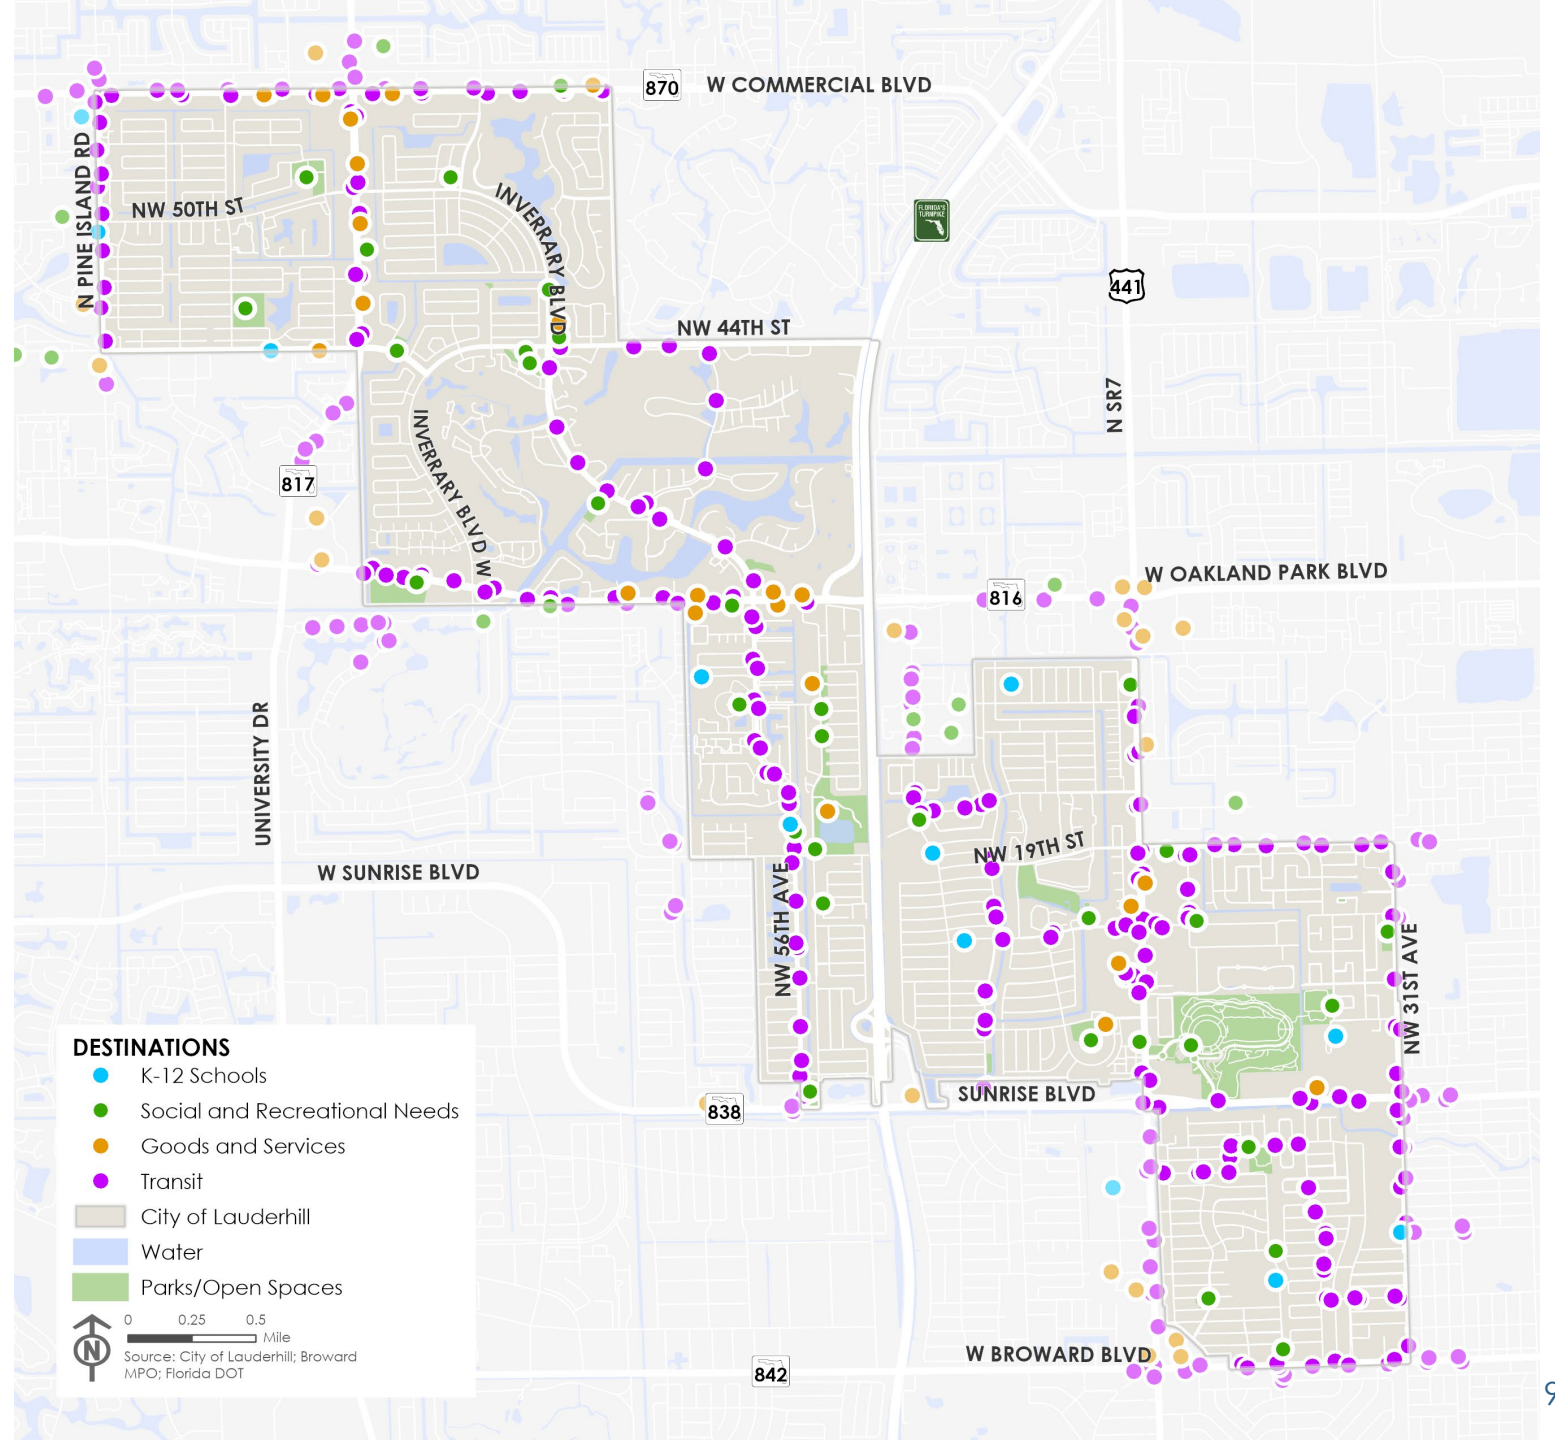 870
W COMMERCIAL BLVD
N PINE ISLAND RD
NW 50TH ST
INVERRARY BLVD
FLORIDA'S
TURNPIKE
441
NW 44TH ST
N SR7
INVERRARY BLVD W
817
W OAKLAND PARK BLVD
816
UNIVERSITY DR
NW 19TH ST
W SUNRISE BLVD
NW 56TH AVE
NW 31ST AVE
SUNRISE BLVD
838
W BROWARD BLVD
842
DESTINATIONS
K-12 Schools
Social and Recreational Needs
Goods and Services
Transit
City of Lauderhill
Water
Parks/Open Spaces
N
0 0.25 0.5
Mile
Source: City of Lauderhill; Broward
MPO; Florida DOT
9